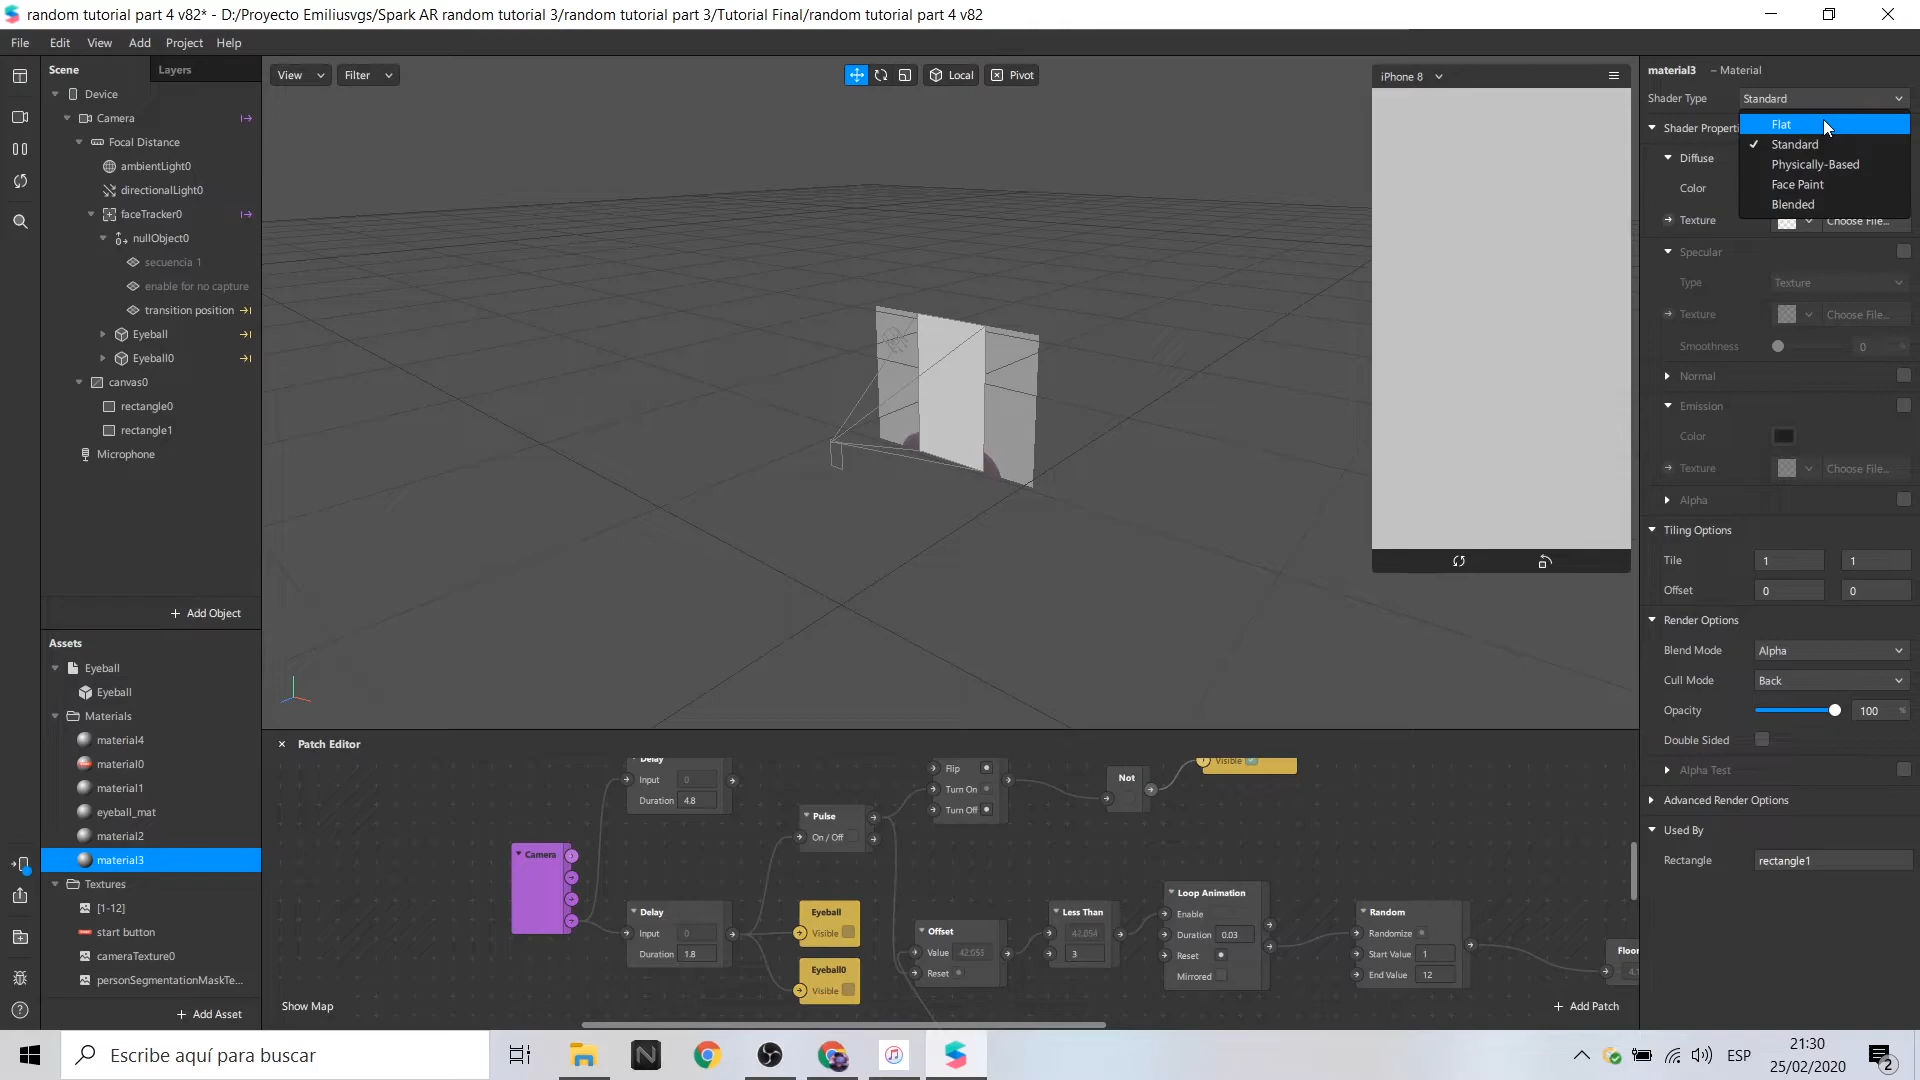 random tutorial part 4 v82* - D:/Proyecto Emiliusvgs/Spark AR random tutorial 3/random tutorial part 3/Tutorial Final/random tutorial part 4 v82
File Edit View Add Project Help
Scene Layers
Device
Camera
Focal Distance
ambientLight0
directionalLight0
faceTracker0
nullObject0
secuencia 1
enable for no capture
transition position
Eyeball
Eyeball0
canvas0
rectangle0
rectangle1
Microphone
+ Add Object
Assets
Eyeball
Eyeball
Materials
material4
material0
material1
eyeball_mat
material2
material3
Textures
[1-12]
start button
cameraTexture0
personSegmentationMaskTe...
+ Add Asset
View Filter Local Pivot
iPhone 8
Patch Editor
Delay
Input 0
Duration 4.8
Camera
Delay
Input 0
Duration 1.8
Pulse
On / Off
Eyeball
Visible
Eyeball0
Visible
Flip
Turn On
Turn Off
Not
Visible
Offset
Value
Reset
Less Than
3
Loop Animation
Enable
Duration 0.03
Reset
Mirrored
Random
Randomize
Start Value 1
End Value 12
Floor
Show Map
+ Add Patch
material3 – Material
Shader Type Standard
Flat
Standard
Physically-Based
Face Paint
Blended
Shader Properti
Diffuse
Color
Texture Choose File...
Specular
Type Texture
Texture Choose File...
Smoothness 0 %
Normal
Emission
Color
Texture Choose File...
Alpha
Tiling Options
Tile 1 1
Offset 0 0
Render Options
Blend Mode Alpha
Cull Mode Back
Opacity 100 %
Double Sided
Alpha Test
Advanced Render Options
Used By
Rectangle rectangle1
Escribe aquí para buscar
ESP
21:30
25/02/2020
2